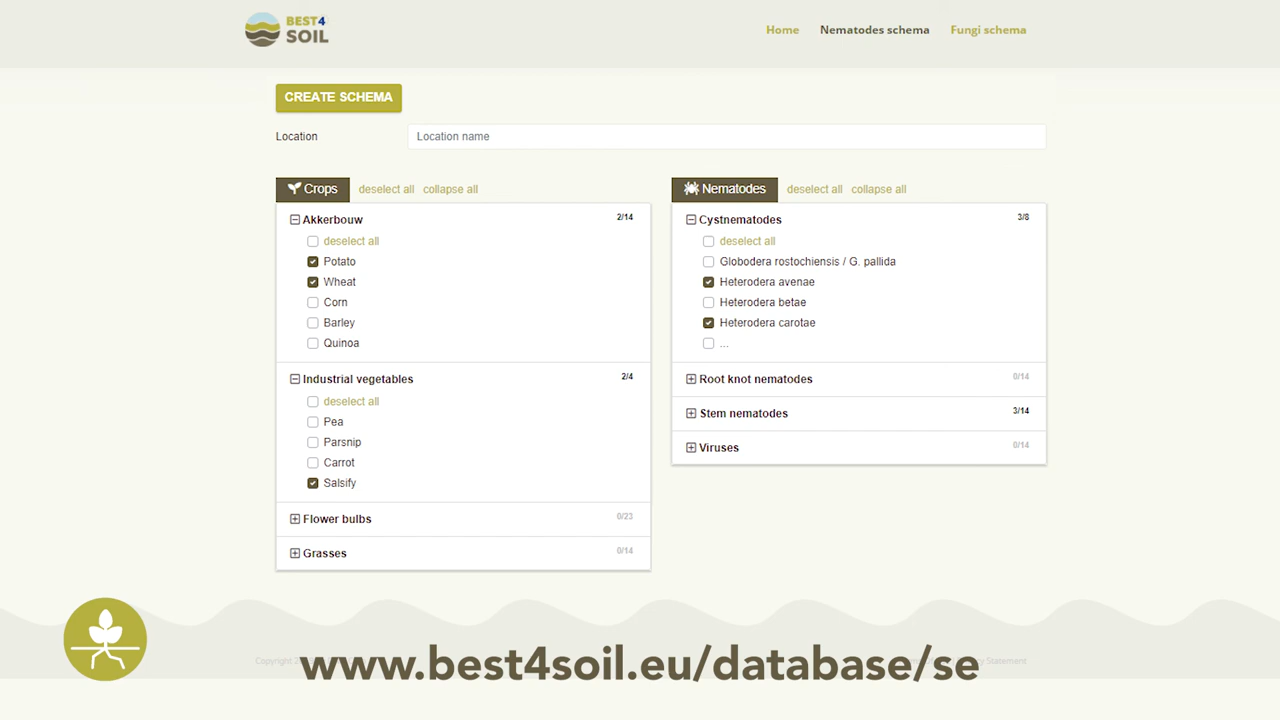 BEST4
SOIL
Home
Nematodes schema
Fungi schema
CREATE SCHEMA
Location
Location name
Crops
deselect all
collapse all
Akkerbouw
2/14
deselect all
Potato
Wheat
Corn
Barley
Quinoa
Industrial vegetables
2/4
deselect all
Pea
Parsnip
Carrot
Salsify
Flower bulbs
0/23
Grasses
0/14
Nematodes
deselect all
collapse all
Cystnematodes
3/8
deselect all
Globodera rostochiensis / G. pallida
Heterodera avenae
Heterodera betae
Heterodera carotae
...
Root knot nematodes
0/14
Stem nematodes
3/14
Viruses
0/14
Copyright
Statement
www.best4soil.eu/database/se